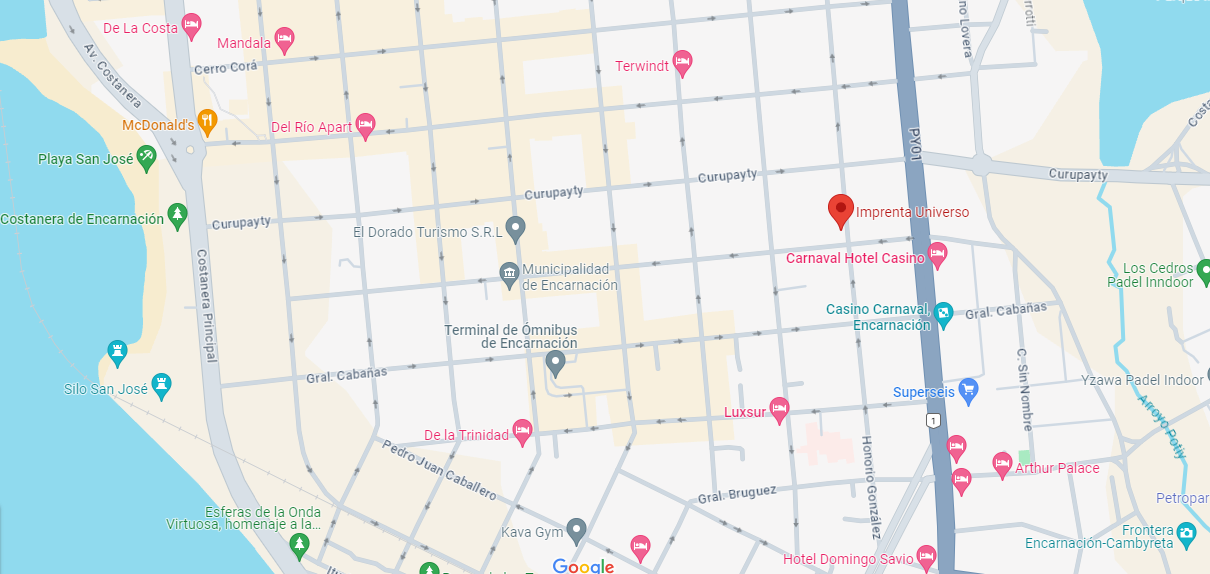 De La Costa
Mandala
Cerro Corá
Av. Costanera
Terwindt
no Lovera
PY01
McDonald's
Del Río Apart
Playa San José
Curupayty
Curupayty
Curupayty
Curupayty
Costanera de Encarnación
El Dorado Turismo S.R.L
Imprenta Universo
Municipalidad
de Encarnación
Carnaval Hotel Casino
Los Cedros
Padel Inndoor
Costanera Principal
Casino Carnaval,
Encarnación
Gral. Cabañas
Terminal de Ómnibus
de Encarnación
Gral. Cabañas
C. Sin Nombre
Silo San José
Yzawa Padel Indoor
Superseis
Luxsur
1
Arroyo Potiy
De la Trinidad
Pedro Juan Caballero
Honorio González
Arthur Palace
Gral. Bruguez
Petropar
Esferas de la Onda
Virtuosa, homenaje a la...
Kava Gym
Frontera
Encarnación-Cambyreta
Hotel Domingo Savio
Google